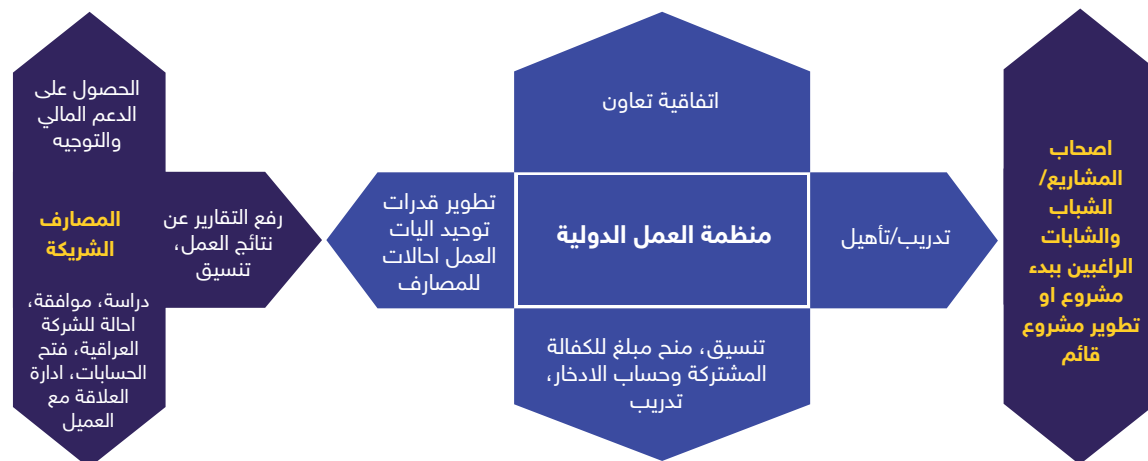 اصحاب
المشاريع/
الشباب
والشابات
الراغبين ببدء
مشروع او
تطوير مشروع
قائم
تدريب/تأهيل
اتفاقية تعاون
منظمة العمل الدولية
تنسيق، منح مبلغ للكفالة
المشتركة وحساب الادخار،
تدريب
تطوير قدرات
توحيد اليات
العمل احالات
للمصارف
رفع التقارير عن
نتائج العمل،
تنسيق
الحصول على
الدعم المالي
والتوجيه
المصارف
الشريكة
دراسة، موافقة،
احالة للشركة
العراقية، فتح
الحسابات، ادارة
العلاقة مع
العميل